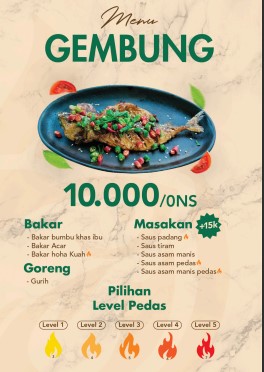 Menu
GEMBUNG
10.000/ONS
Bakar
- Bakar bumbu khas ibu
- Bakar Acar
- Bakar hoha Kuah
Goreng
- Gurih
Masakan +15k
- Saus padang
- Saus tiram
- Saus asam manis
- Saus asam pedas
- Saus asam manis pedas
Pilihan
Level Pedas
Level 1 Level 2 Level 3 Level 4 Level 5